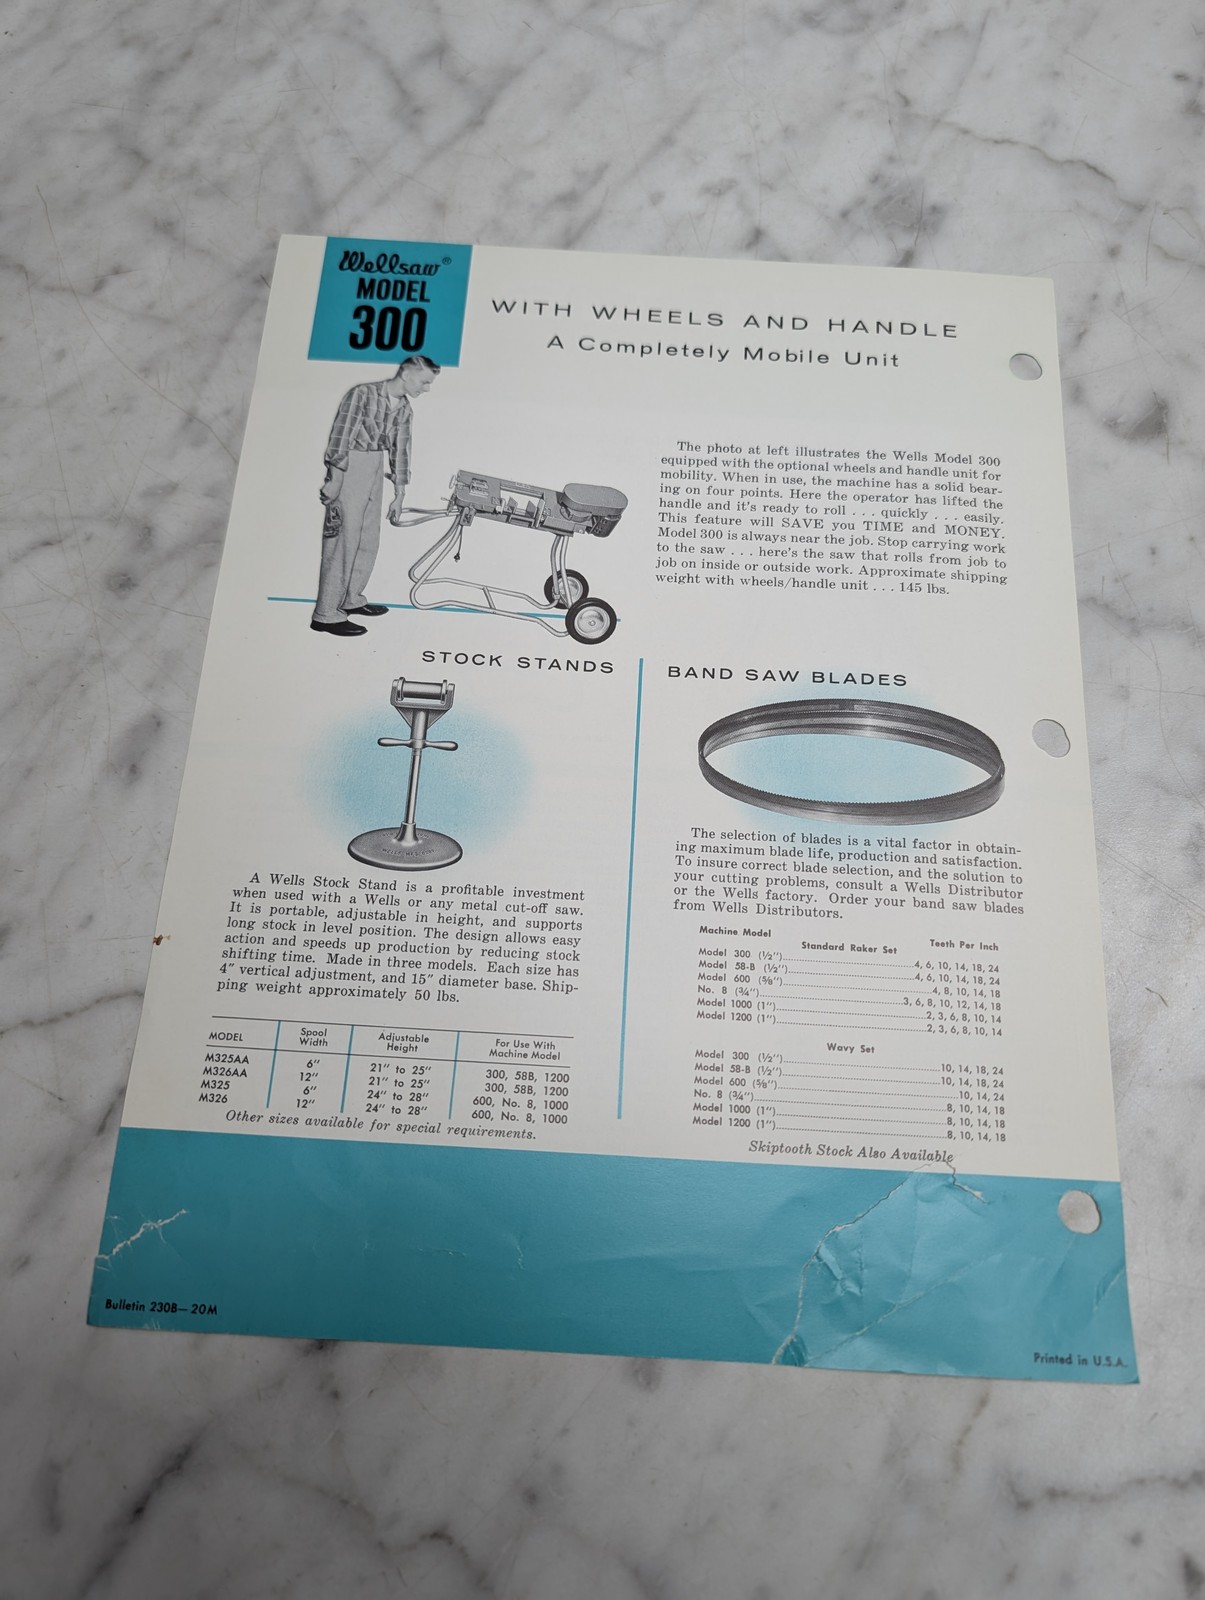 Wellsaw®
MODEL
300
WITH WHEELS AND HANDLE
A Completely Mobile Unit
The photo at left illustrates the Wells Model 300
equipped with the optional wheels and handle unit for
mobility. When in use, the machine has a solid bear-
ing on four points. Here the operator has lifted the
handle and it's ready to roll . . . quickly . . . easily.
This feature will SAVE you TIME and MONEY.
Model 300 is always near the job. Stop carrying work
to the saw . . . here's the saw that rolls from job to
job on inside or outside work. Approximate shipping
weight with wheels/handle unit . . . 145 lbs.
STOCK STANDS
A Wells Stock Stand is a profitable investment
when used with a Wells or any metal cut-off saw.
It is portable, adjustable in height, and supports
long stock in level position. The design allows easy
action and speeds up production by reducing stock
shifting time. Made in three models. Each size has
4" vertical adjustment, and 15" diameter base. Ship-
ping weight approximately 50 lbs.
MODEL Spool Width Adjustable Height For Use With Machine Model
M325AA 6" 21" to 25" 300, 58B, 1200
M326AA 12" 21" to 25" 300, 58B, 1200
M325 6" 24" to 28" 600, No. 8, 1000
M326 12" 24" to 28" 600, No. 8, 1000
Other sizes available for special requirements.
BAND SAW BLADES
The selection of blades is a vital factor in obtain-
ing maximum blade life, production and satisfaction.
To insure correct blade selection, and the solution to
your cutting problems, consult a Wells Distributor
or the Wells factory. Order your band saw blades
from Wells Distributors.
Machine Model Teeth Per Inch
Standard Raker Set
Model 300 (½")....4, 6, 10, 14, 18, 24
Model 58-B (½")....4, 6, 10, 14, 18, 24
Model 600 (⅝")....4, 8, 10, 14, 18
No. 8 (¾")....3, 6, 8, 10, 12, 14, 18
Model 1000 (1")....2, 3, 6, 8, 10, 14
Model 1200 (1")....2, 3, 6, 8, 10, 14
Wavy Set
Model 300 (½")....10, 14, 18, 24
Model 58-B (½")....10, 14, 18, 24
Model 600 (⅝")....10, 14, 24
No. 8 (¾")....8, 10, 14, 18
Model 1000 (1")....8, 10, 14, 18
Model 1200 (1")....8, 10, 14, 18
Skiptooth Stock Also Available
Bulletin 230B—20M
Printed in U.S.A.